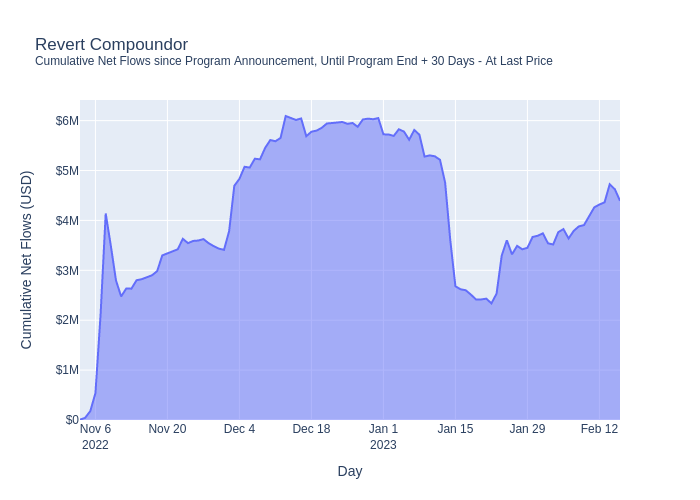 Revert Compoundor
Cumulative Net Flows since Program Announcement, Until Program End + 30 Days - At Last Price
Cumulative Net Flows (USD)
$6M
$5M
$4M
$3M
$2M
$1M
$0
Nov 6 Nov 20 Dec 4 Dec 18 Jan 1 Jan 15 Jan 29 Feb 12
2022 2023
Day